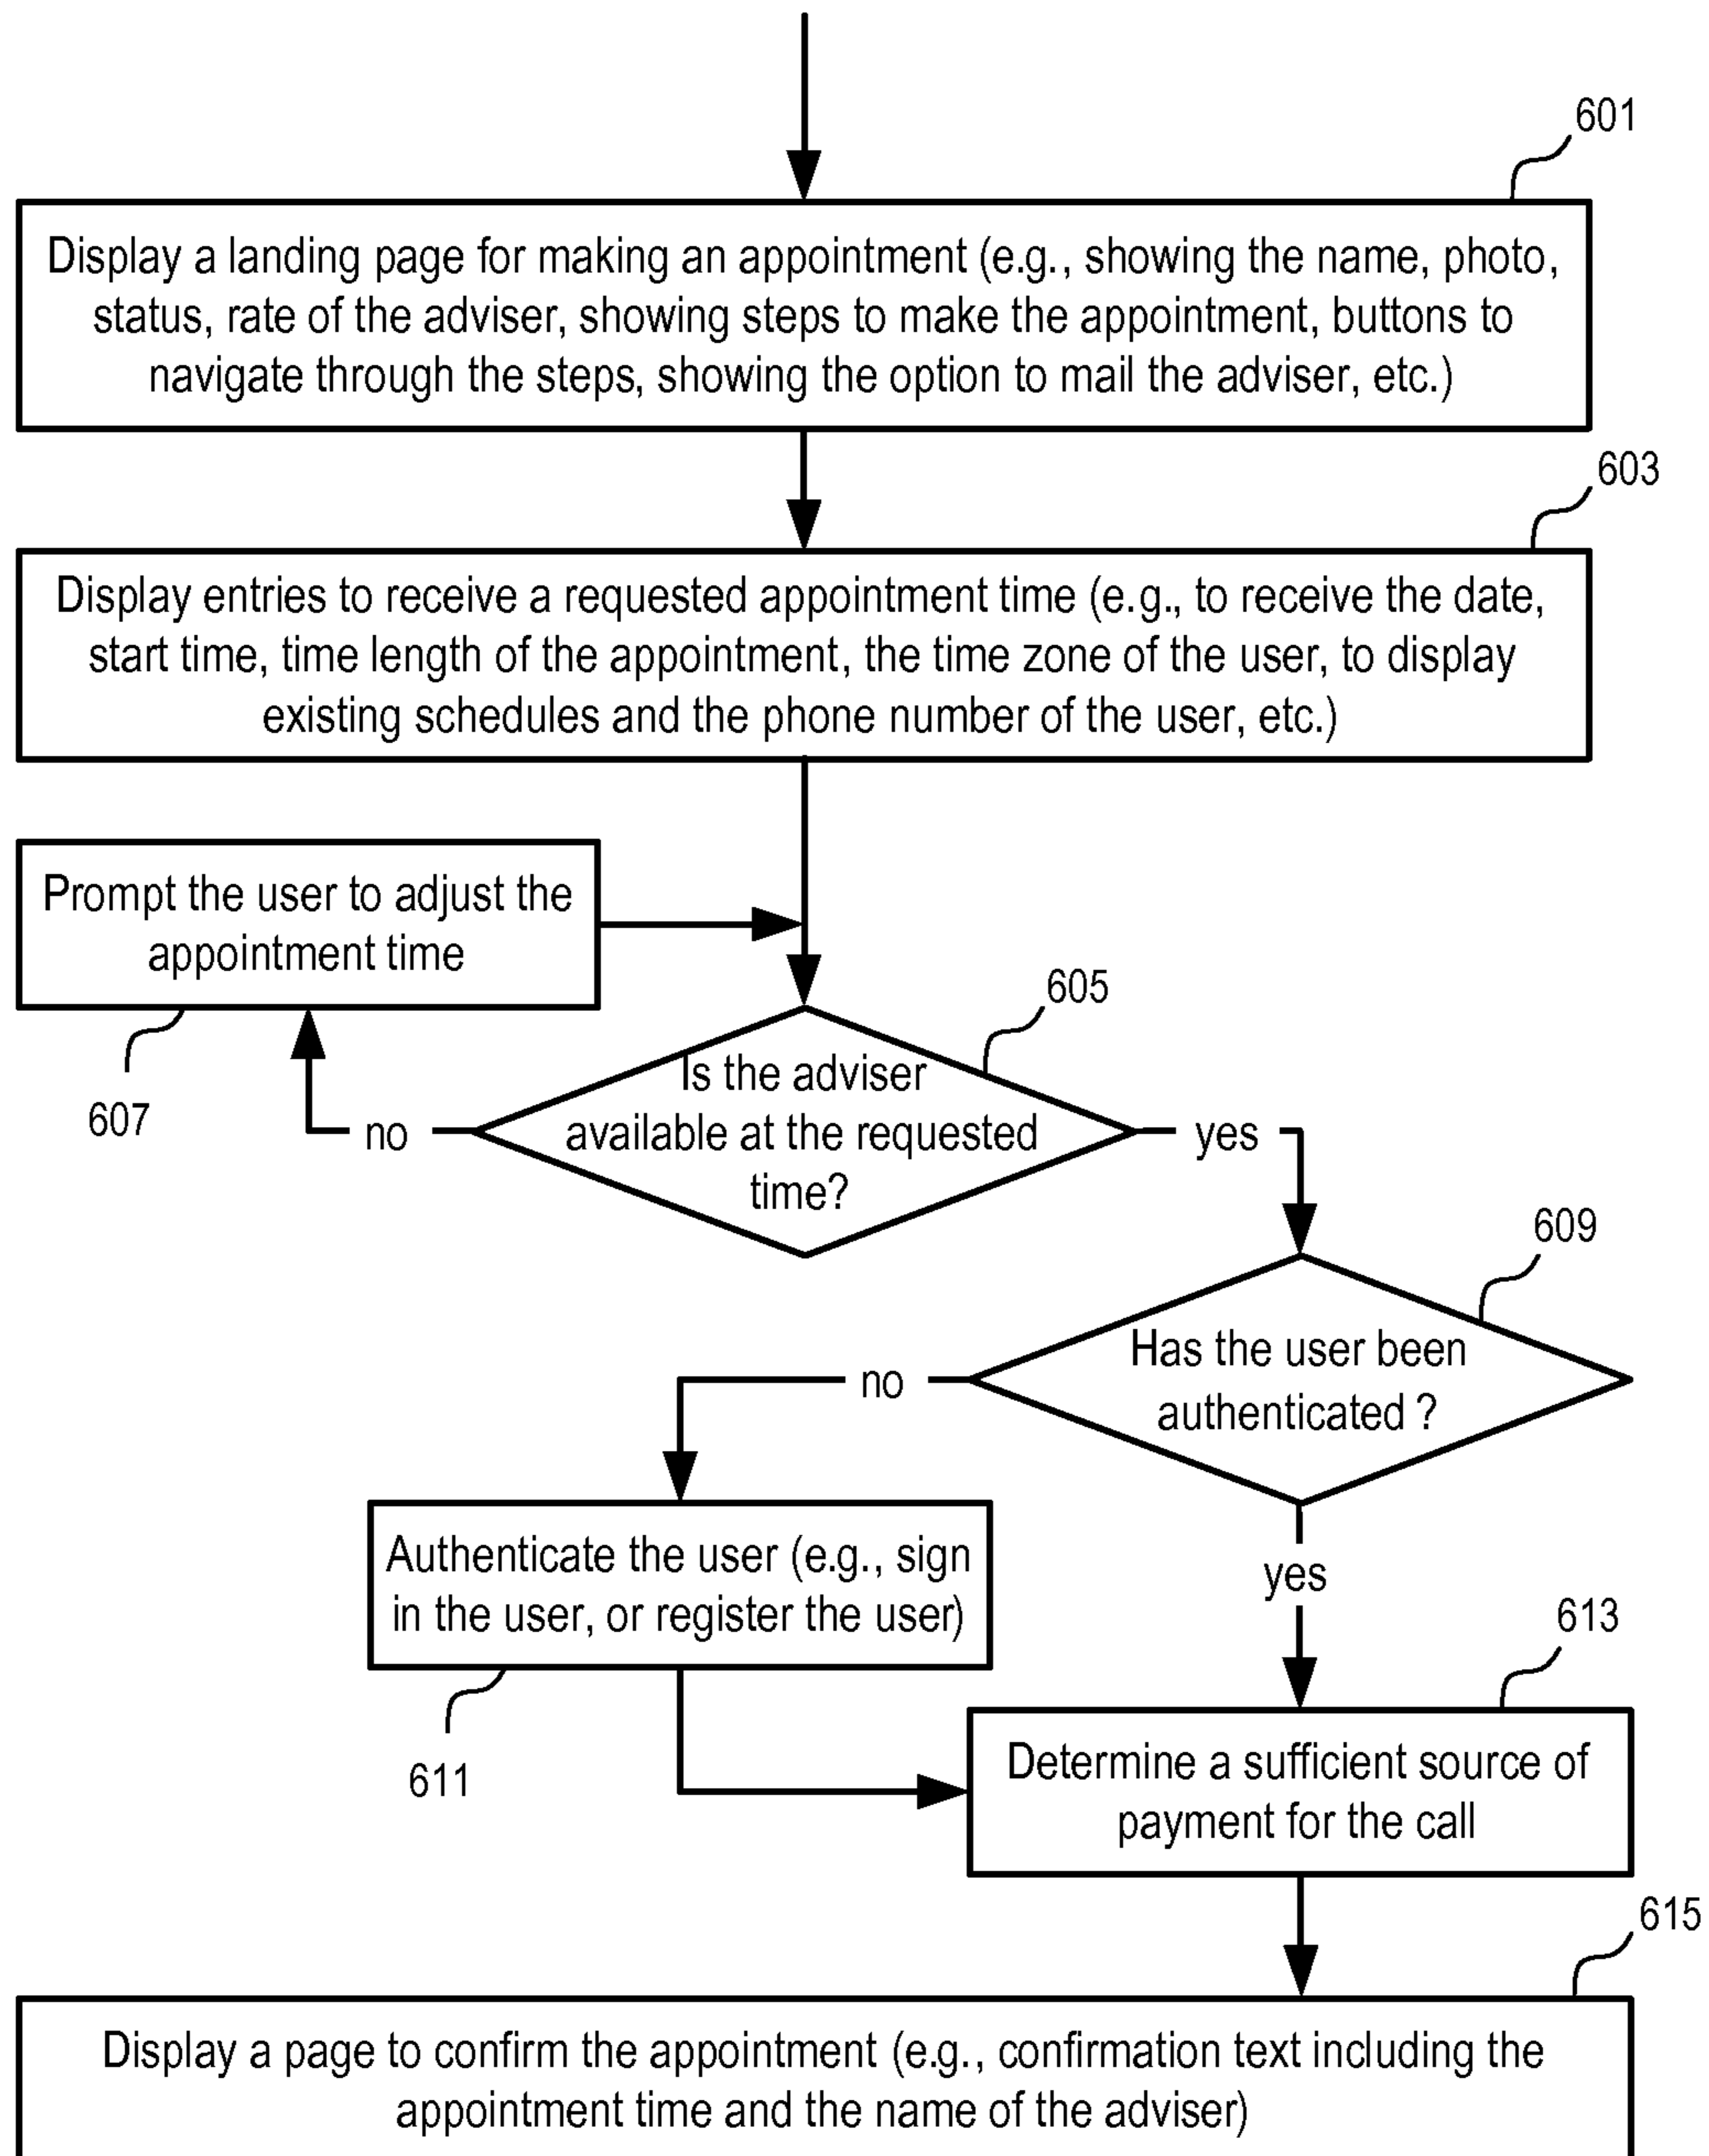 601
Display a landing page for making an appointment (e.g., showing the name, photo,
status, rate of the adviser, showing steps to make the appointment, buttons to
navigate through the steps, showing the option to mail the adviser, etc.)
603
Display entries to receive a requested appointment time (e.g., to receive the date,
start time, time length of the appointment, the time zone of the user, to display
existing schedules and the phone number of the user, etc.)
Prompt the user to adjust the
appointment time
607
605
Is the adviser
available at the requested
time?
no
yes
609
Has the user been
authenticated ?
no
yes
Authenticate the user (e.g., sign
in the user, or register the user)
611
613
Determine a sufficient source of
payment for the call
615
Display a page to confirm the appointment (e.g., confirmation text including the
appointment time and the name of the adviser)